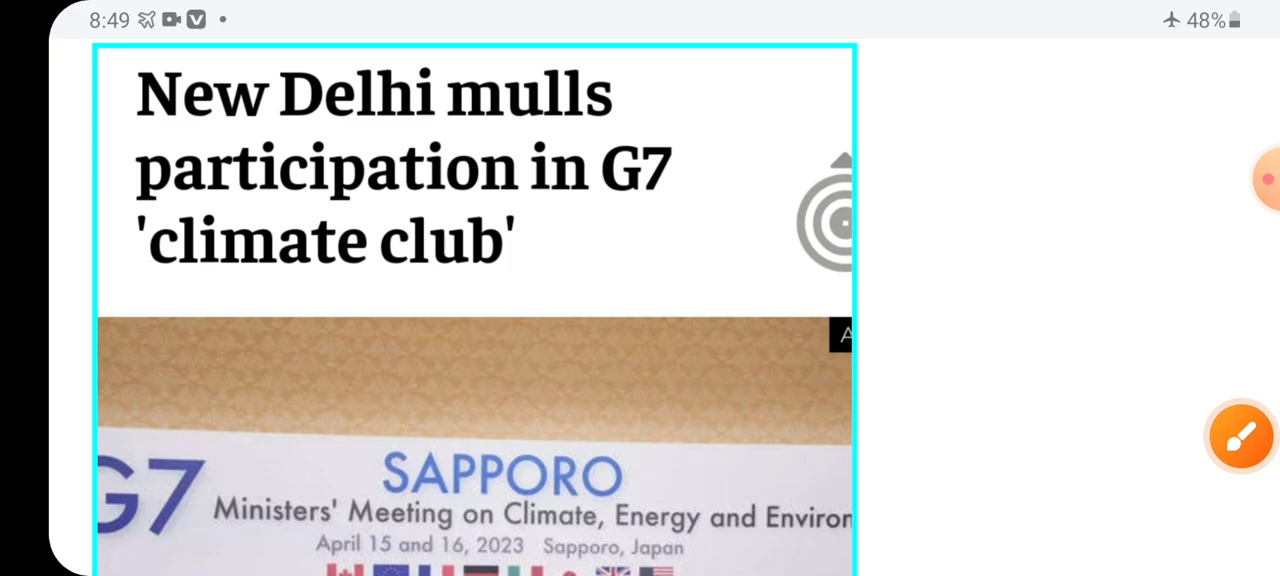 8:49
48%
New Delhi mulls
participation in G7
'climate club'
A
G7
SAPPORO
Ministers' Meeting on Climate, Energy and Environ
April 15 and 16, 2023 Sapporo, Japan